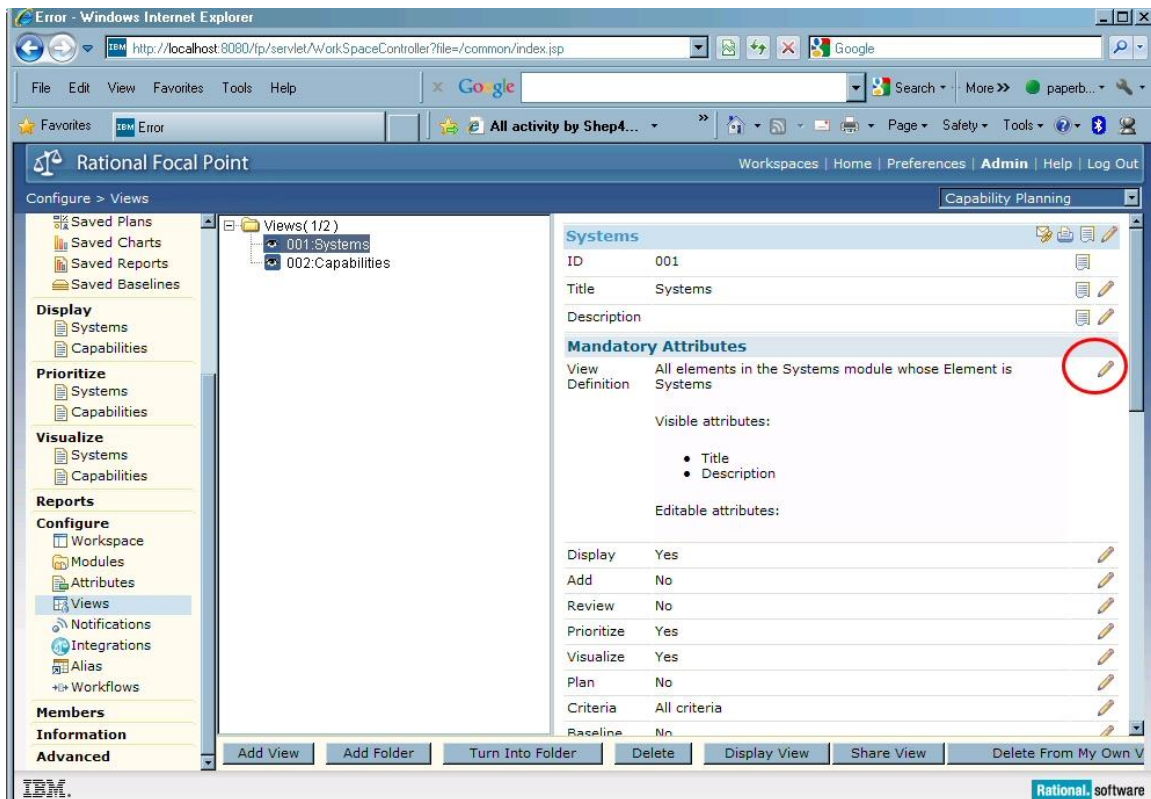 Error - Windows Internet Explorer
IBM http://localhost:8080/fp/servlet/WorkSpaceController?file=/common/index.jsp
Google
File Edit View Favorites Tools Help
x Google Search More >> paperb...
Favorites IBM Error All activity by Shep4... » Page Safety Tools
Rational Focal Point
Workspaces | Home | Preferences | Admin | Help | Log Out
Configure > Views
Capability Planning
Saved Plans
Saved Charts
Saved Reports
Saved Baselines
Display
Systems
Capabilities
Prioritize
Systems
Capabilities
Visualize
Systems
Capabilities
Reports
Configure
Workspace
Modules
Attributes
Views
Notifications
Integrations
Alias
Workflows
Members
Information
Advanced
Views( 1/2 )
001:Systems
002:Capabilities
Systems
ID 001
Title Systems
Description
Mandatory Attributes
View Definition
All elements in the Systems module whose Element is
Systems
Visible attributes:
• Title
• Description
Editable attributes:
Display Yes
Add No
Review No
Prioritize Yes
Visualize Yes
Plan No
Criteria All criteria
Baseline No
Add View Add Folder Turn Into Folder Delete Display View Share View Delete From My Own V
IBM.
Rational. software